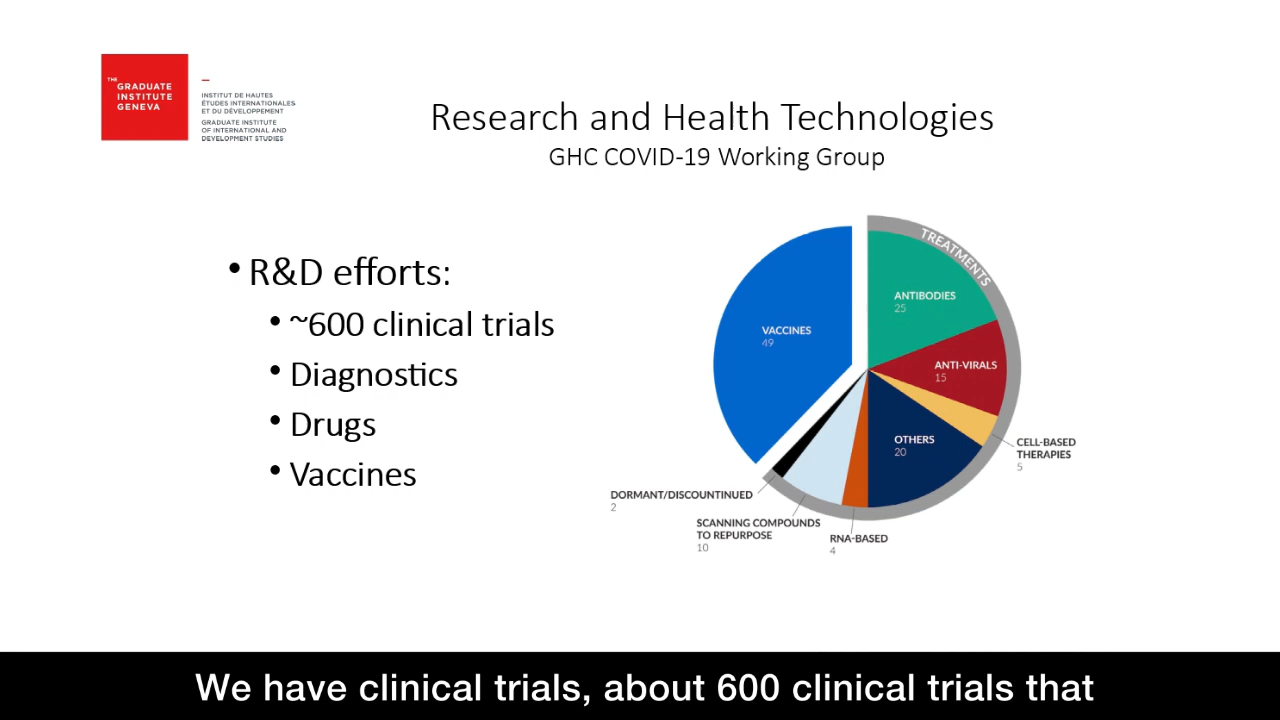 THE
GRADUATE
INSTITUTE
GENEVA
INSTITUT DE HAUTES
ÉTUDES INTERNATIONALES
ET DU DÉVELOPPEMENT
GRADUATE INSTITUTE
OF INTERNATIONAL AND
DEVELOPMENT STUDIES
Research and Health Technologies
GHC COVID-19 Working Group
• R&D efforts:
• ~600 clinical trials
• Diagnostics
• Drugs
• Vaccines
TREATMENTS
VACCINES
49
ANTIBODIES
25
ANTI-VIRALS
15
CELL-BASED
THERAPIES
5
OTHERS
20
RNA-BASED
4
SCANNING COMPOUNDS
TO REPURPOSE
10
DORMANT/DISCOUNTINUED
2
We have clinical trials, about 600 clinical trials that